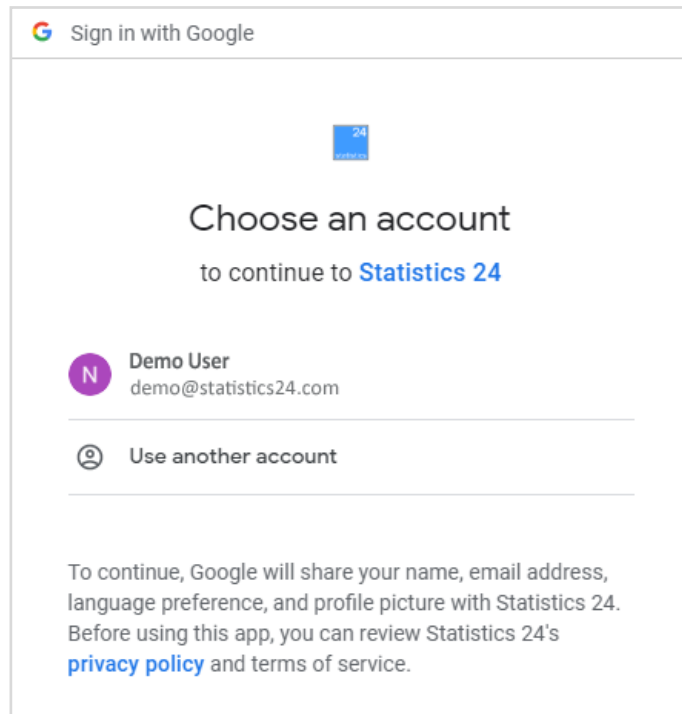 Sign in with Google
24
statistics
Choose an account
to continue to Statistics 24
N
Demo User
demo@statistics24.com
Use another account
To continue, Google will share your name, email address,
language preference, and profile picture with Statistics 24.
Before using this app, you can review Statistics 24's
privacy policy and terms of service.